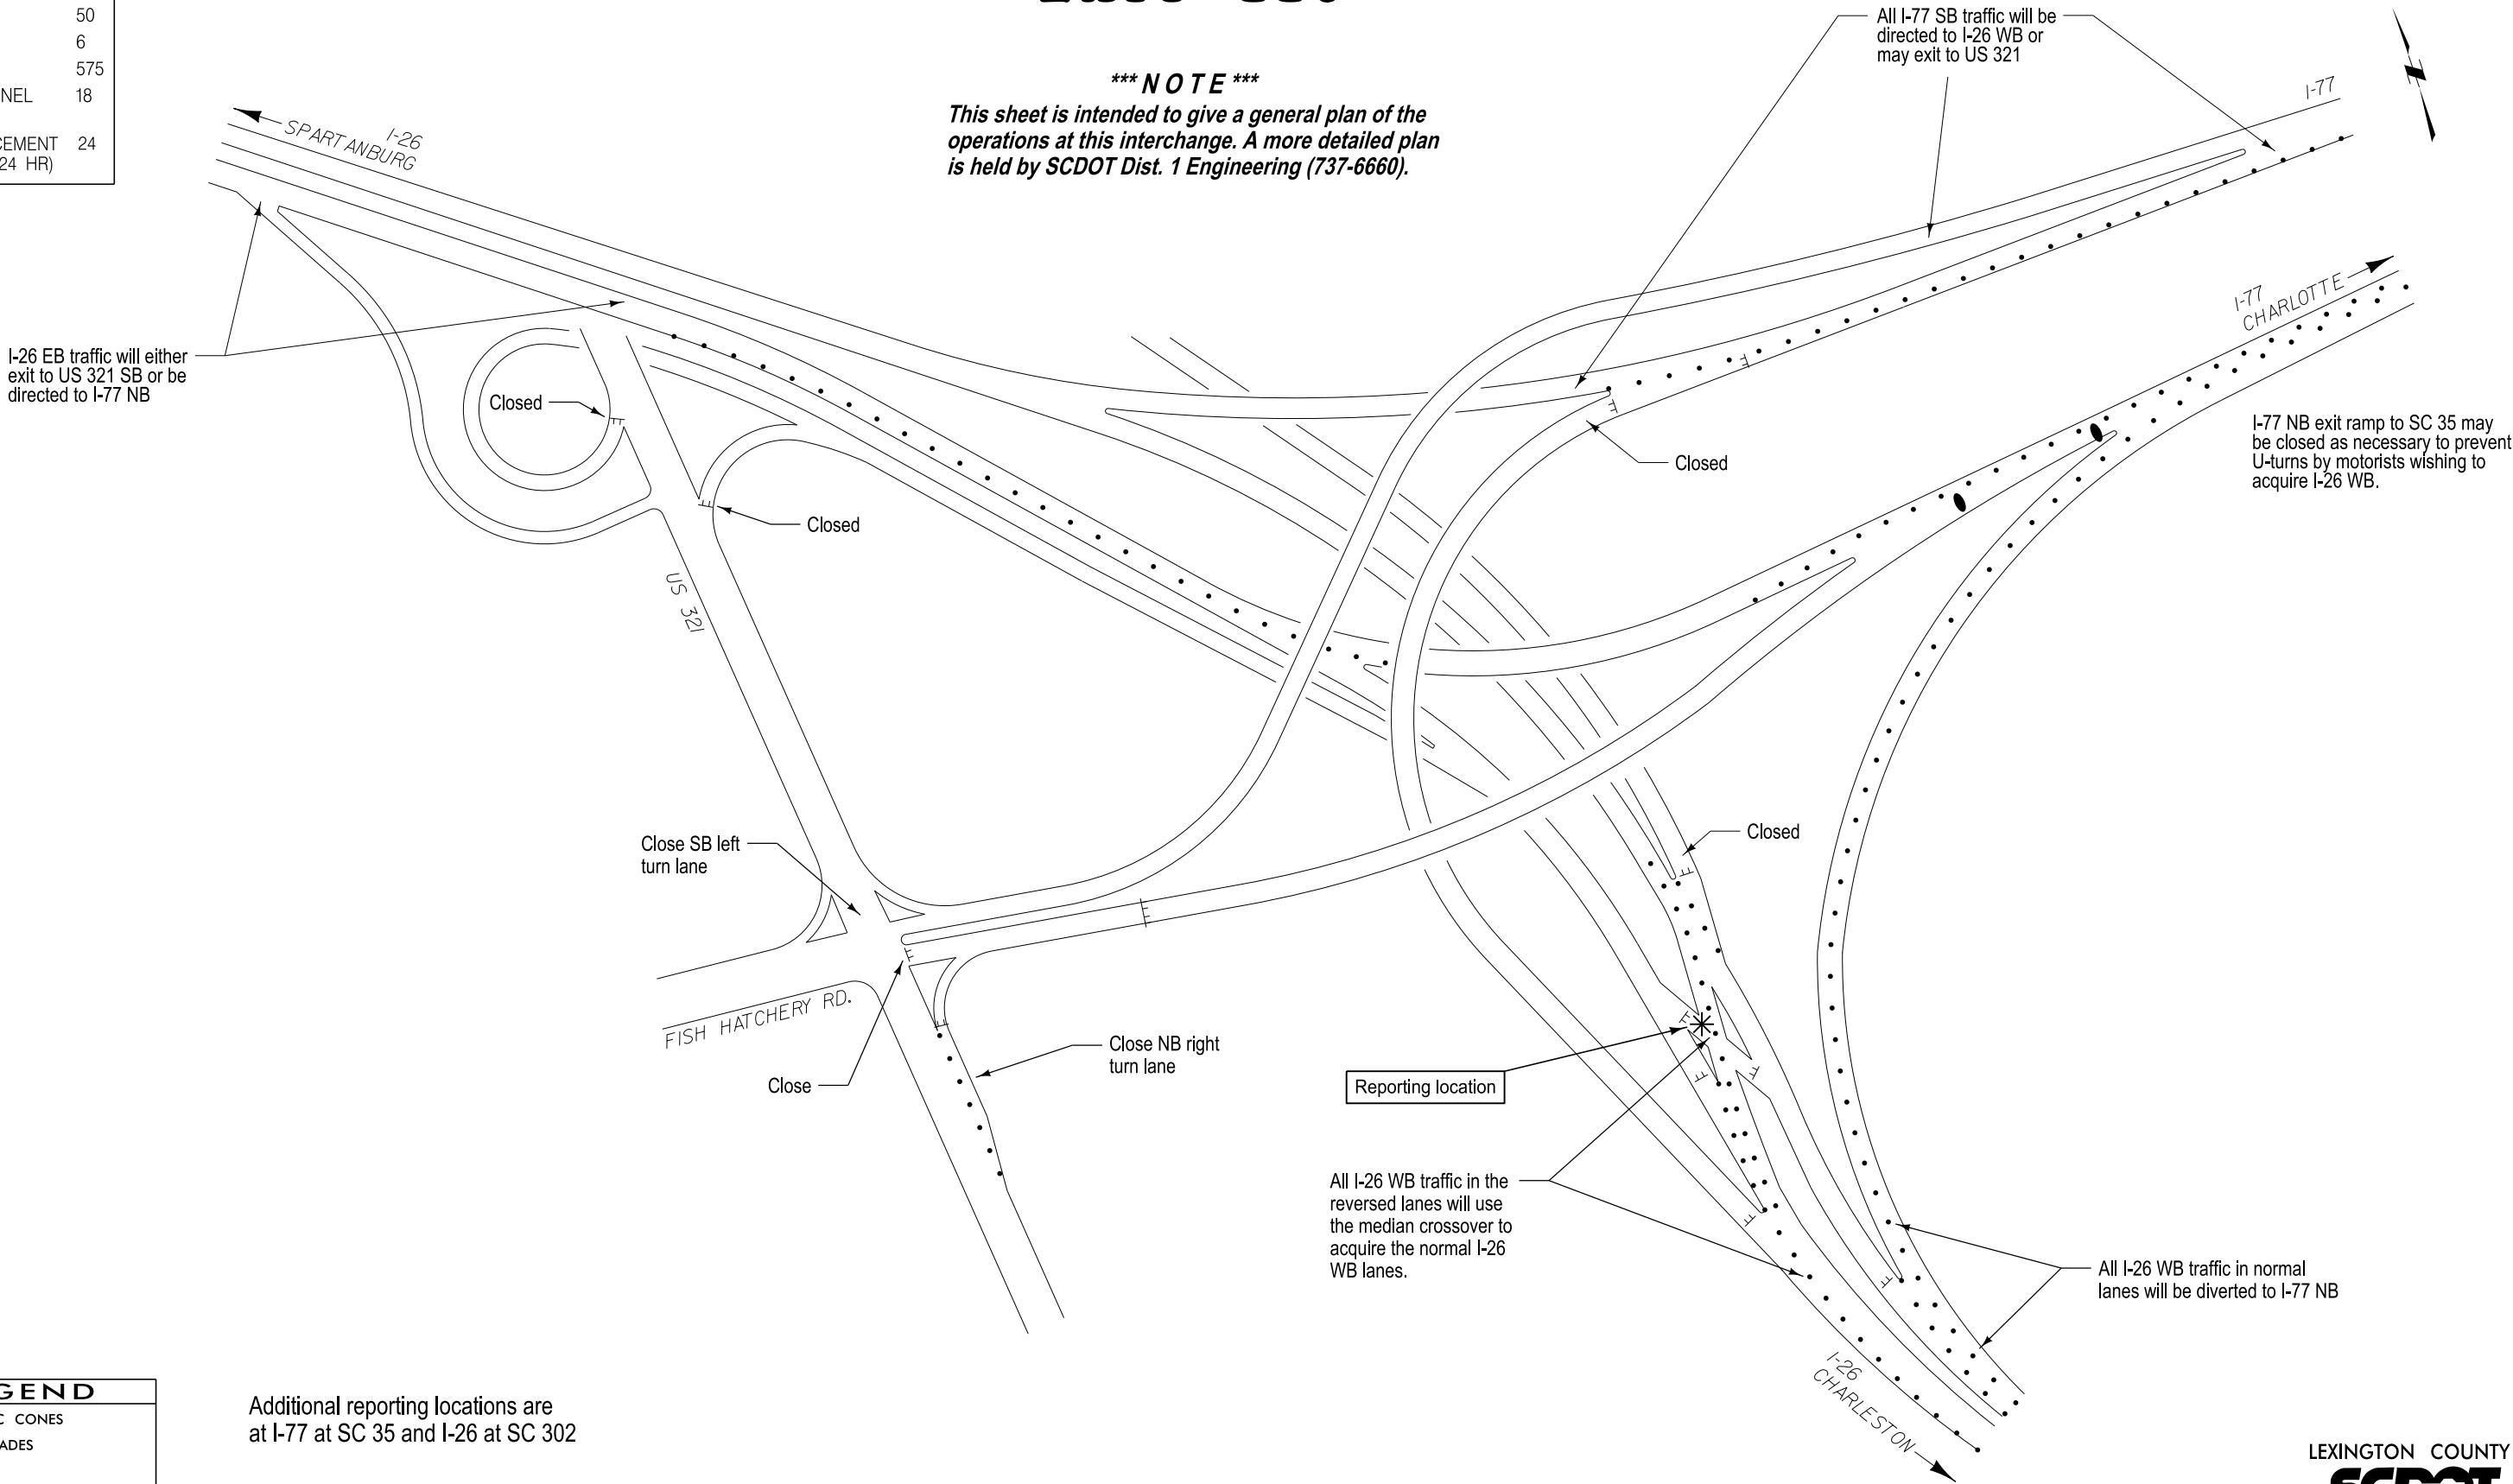 50
6
575
NEL 18
CEMENT 24
24 HR)
*** N O T E ***
This sheet is intended to give a general plan of the
operations at this interchange. A more detailed plan
is held by SCDOT Dist. 1 Engineering (737-6660).
All I-77 SB traffic will be
directed to I-26 WB or
may exit to US 321
I-77
I-26
SPARTANBURG
I-77
CHARLOTTE
I-26 EB traffic will either
exit to US 321 SB or be
directed to I-77 NB
Closed
Closed
Closed
I-77 NB exit ramp to SC 35 may
be closed as necessary to prevent
U-turns by motorists wishing to
acquire I-26 WB.
US 321
Close SB left
turn lane
Closed
FISH HATCHERY RD.
Close NB right
turn lane
Close
Reporting location
All I-26 WB traffic in the
reversed lanes will use
the median crossover to
acquire the normal I-26
WB lanes.
All I-26 WB traffic in normal
lanes will be diverted to I-77 NB
I-26
CHARLESTON
GEND
C CONES
ADES
Additional reporting locations are
at I-77 at SC 35 and I-26 at SC 302
LEXINGTON COUNTY
SCDOT